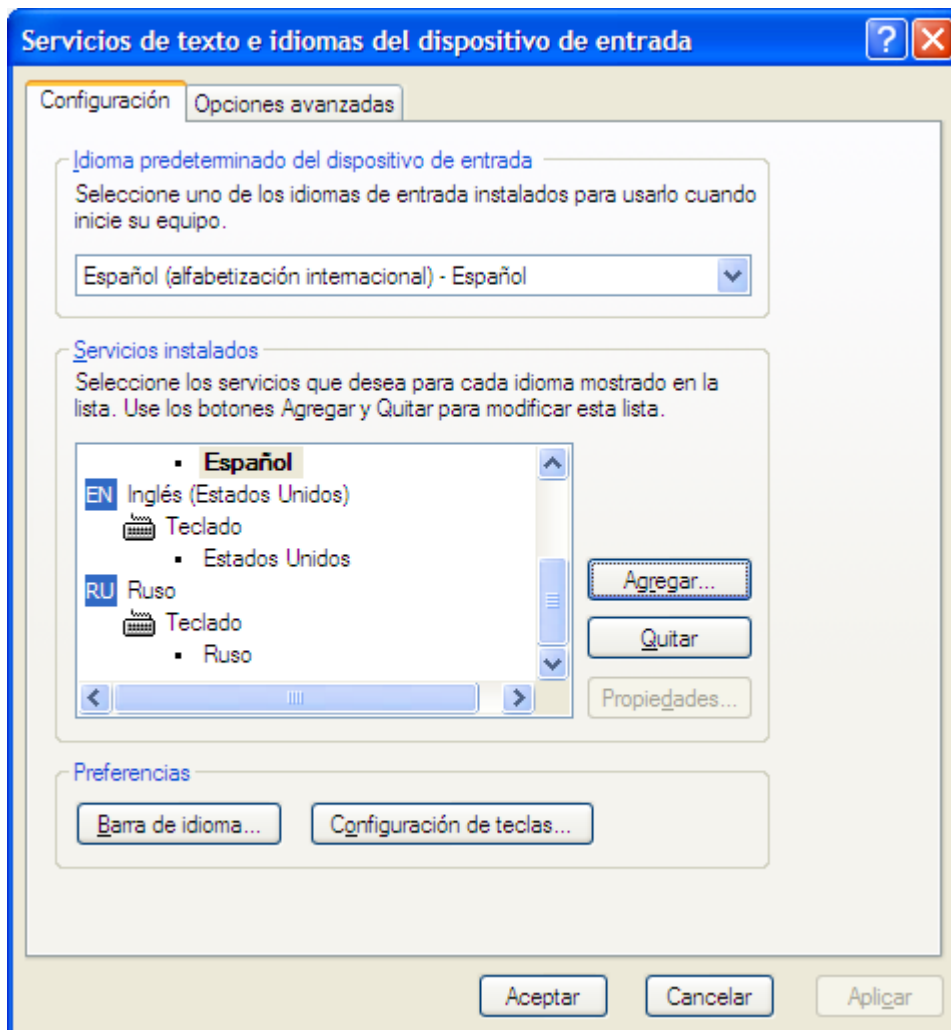 Servicios de texto e idiomas del dispositivo de entrada
Configuración
Opciones avanzadas
Idioma predeterminado del dispositivo de entrada
Seleccione uno de los idiomas de entrada instalados para usarlo cuando
inicie su equipo.
Español (alfabetización internacional) - Español
Servicios instalados
Seleccione los servicios que desea para cada idioma mostrado en la
lista. Use los botones Agregar y Quitar para modificar esta lista.
Español
EN Inglés (Estados Unidos)
Teclado
Estados Unidos
RU Ruso
Teclado
Ruso
Agregar...
Quitar
Propiedades...
Preferencias
Barra de idioma...
Configuración de teclas...
Aceptar
Cancelar
Aplicar